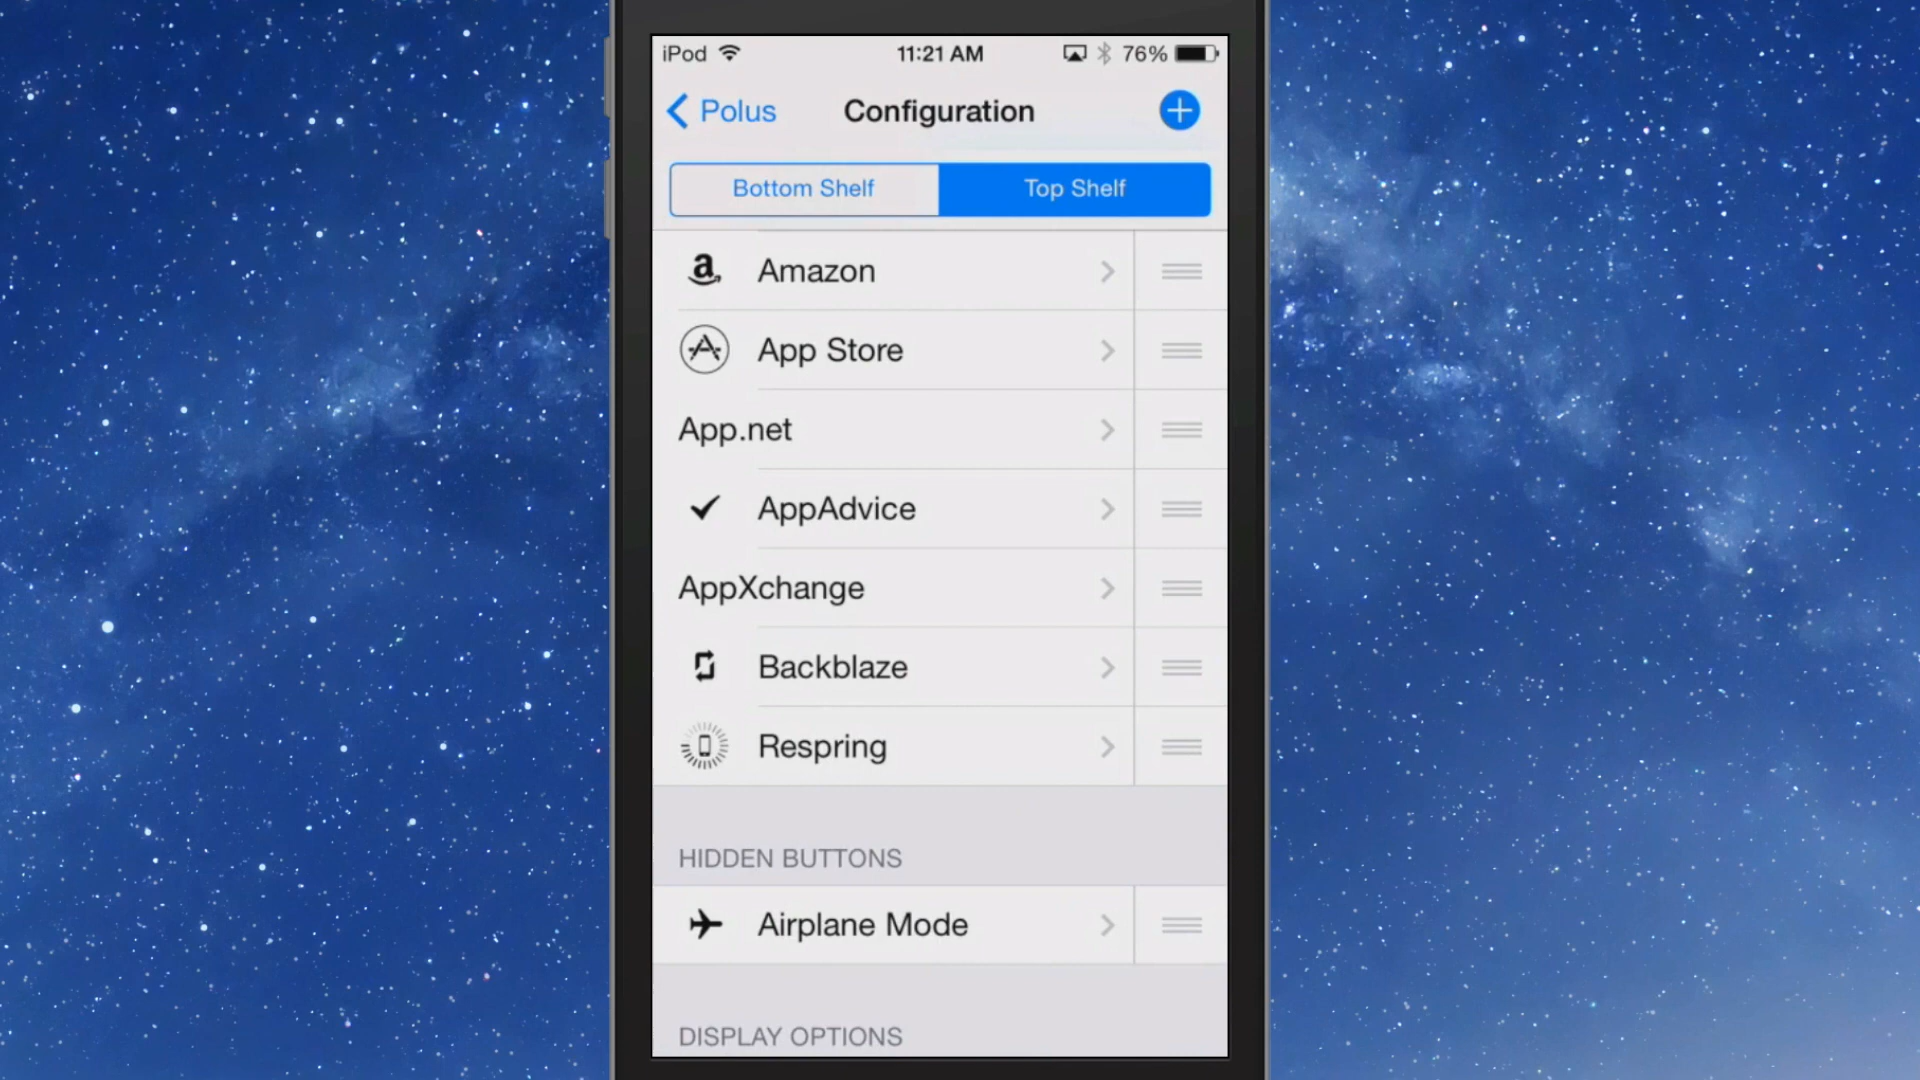 iPod 11:21 AM 76%
Polus Configuration
Bottom Shelf Top Shelf
Amazon
App Store
App.net
AppAdvice
AppXchange
Backblaze
Respring
HIDDEN BUTTONS
Airplane Mode
DISPLAY OPTIONS